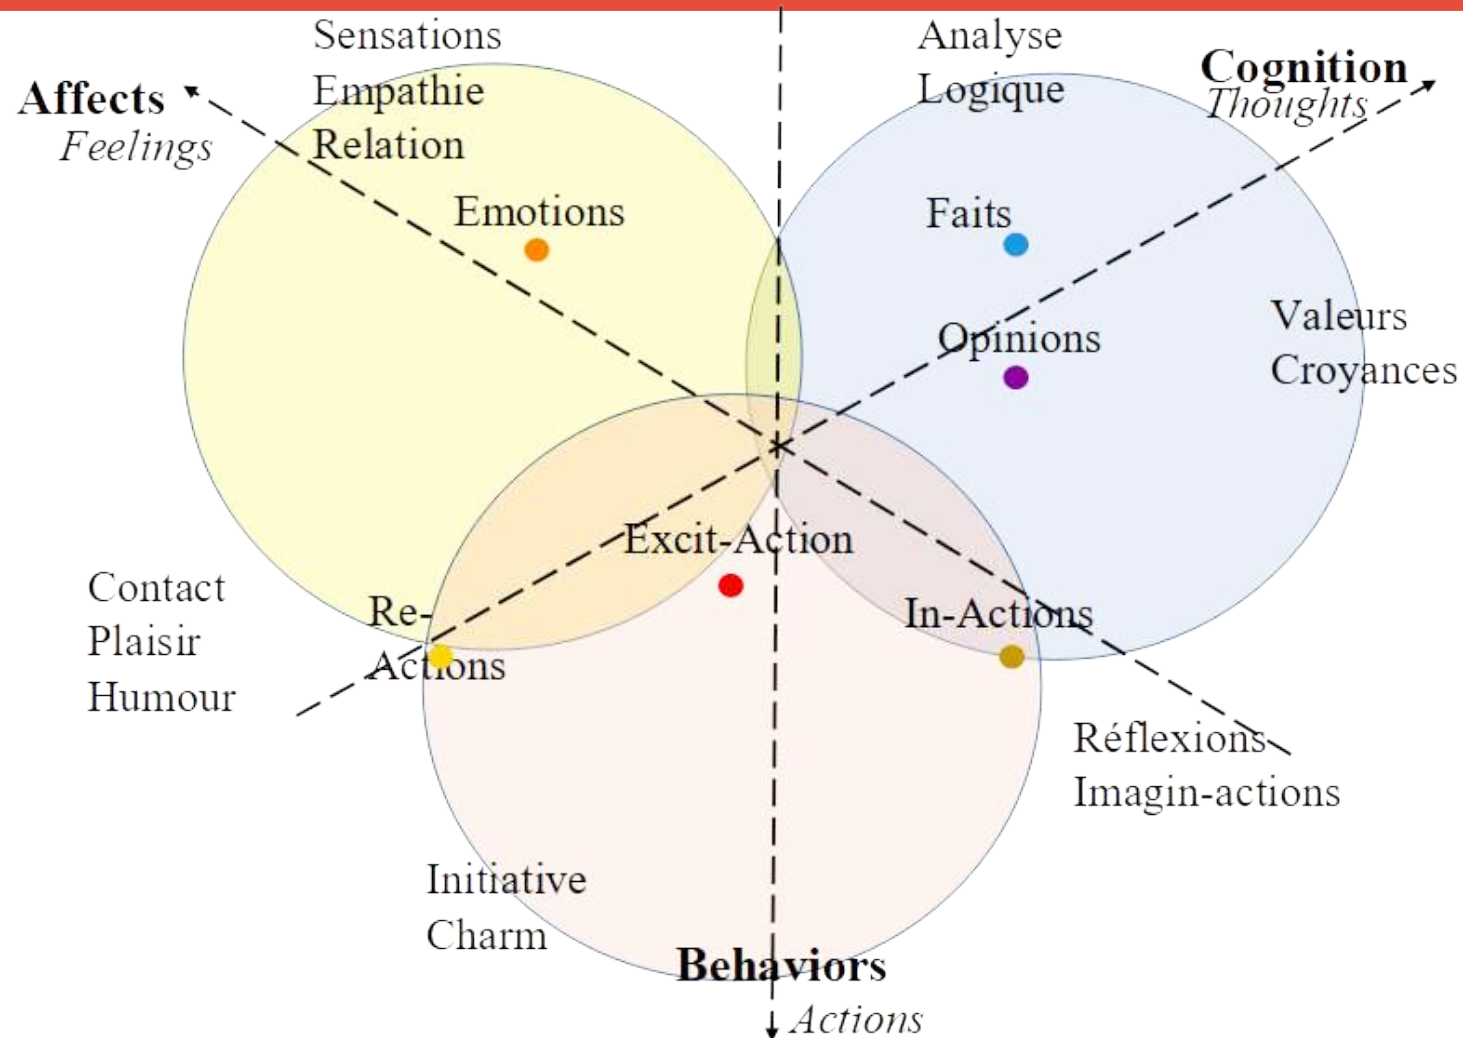 Sensations
Empathie
Relation
Analyse
Logique
Affects
Feelings
Cognition
Thoughts
Emotions
Faits
Opinions
Valeurs
Croyances
Excit-Action
Contact
Plaisir
Humour
Re-
Actions
In-Actions
Réflexions
Imagin-actions
Initiative
Charm
Behaviors
Actions